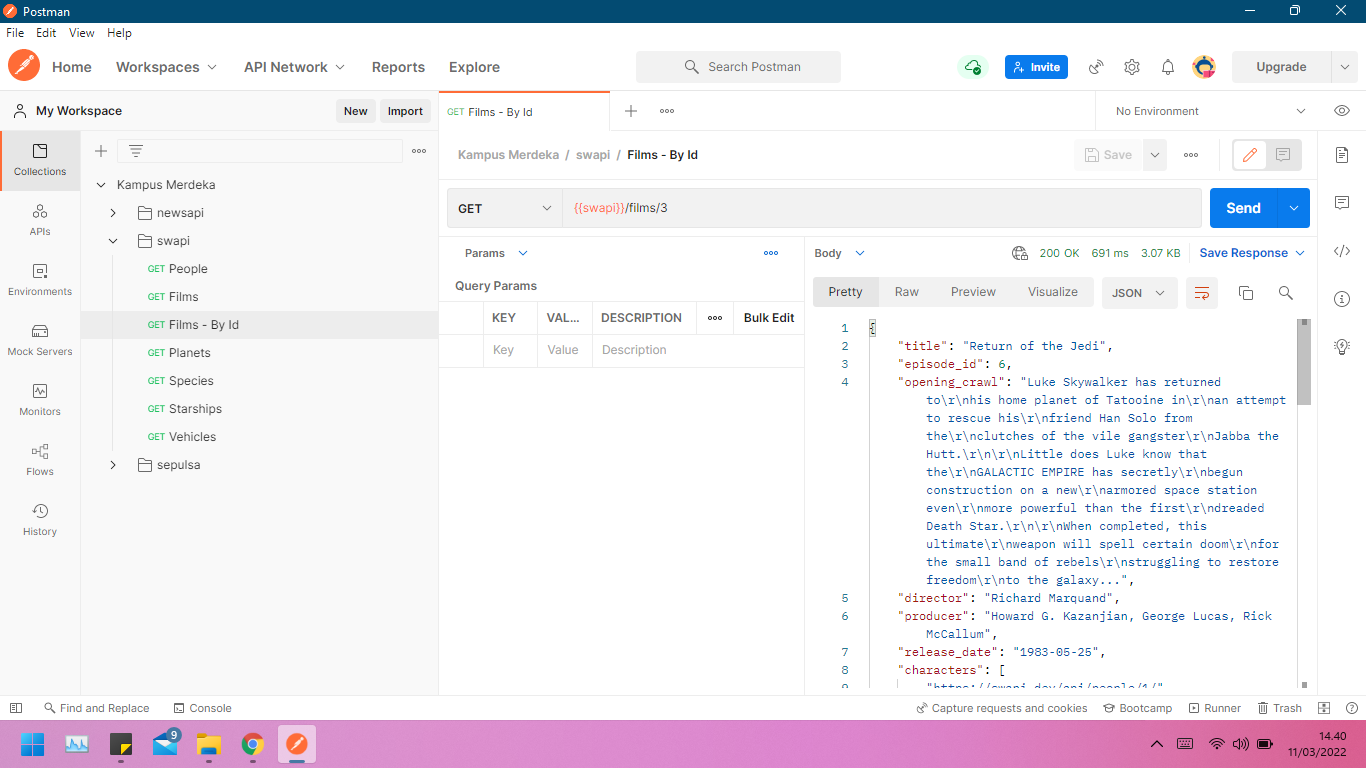 Postman
File Edit View Help
Home Workspaces API Network Reports Explore
Search Postman
Invite
Upgrade
My Workspace
New Import
GET Films - By Id
No Environment
Collections
APIs
Environments
Mock Servers
Monitors
Flows
History
Kampus Merdeka
newsapi
swapi
GET People
GET Films
GET Films - By Id
GET Planets
GET Species
GET Starships
GET Vehicles
sepulsa
Kampus Merdeka / swapi / Films - By Id
Save
GET
{{swapi}}/films/3
Send
Params
Query Params
KEY VAL... DESCRIPTION Bulk Edit
Key Value Description
Body
200 OK 691 ms 3.07 KB Save Response
Pretty Raw Preview Visualize JSON
1 {
2 "title": "Return of the Jedi",
3 "episode_id": 6,
4 "opening_crawl": "Luke Skywalker has returned
to\r\nhis home planet of Tatooine in\r\nan attempt
to rescue his\r\nfriend Han Solo from
the\r\nclutches of the vile gangster\r\nJabba the
Hutt.\r\n\r\nLittle does Luke know that
the\r\nGALACTIC EMPIRE has secretly\r\nbegun
construction on a new\r\narmored space station
even\r\nmore powerful than the first\r\ndreaded
Death Star.\r\n\r\nWhen completed, this
ultimate\r\nweapon will spell certain doom\r\nfor
the small band of rebels\r\nstruggling to restore
freedom\r\nto the galaxy...",
5 "director": "Richard Marquand",
6 "producer": "Howard G. Kazanjian, George Lucas, Rick
McCallum",
7 "release_date": "1983-05-25",
8 "characters": [
9 "https://swapi.dev/api/people/1/"
Find and Replace Console
Capture requests and cookies Bootcamp Runner Trash
9
14.40
11/03/2022